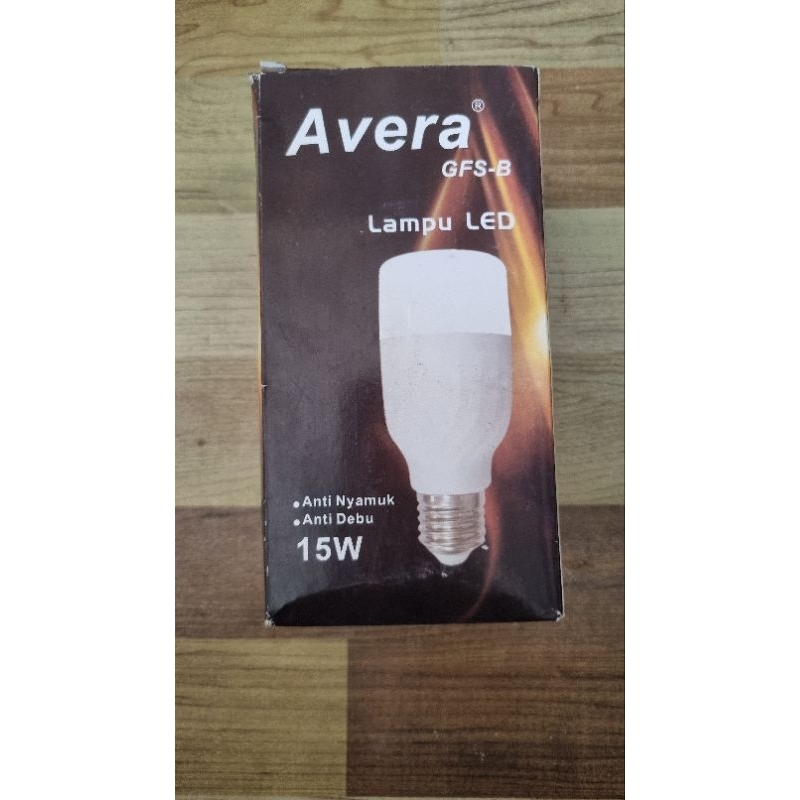 Avera®
GFS-B
Lampu LED
• Anti Nyamuk
• Anti Debu
15W